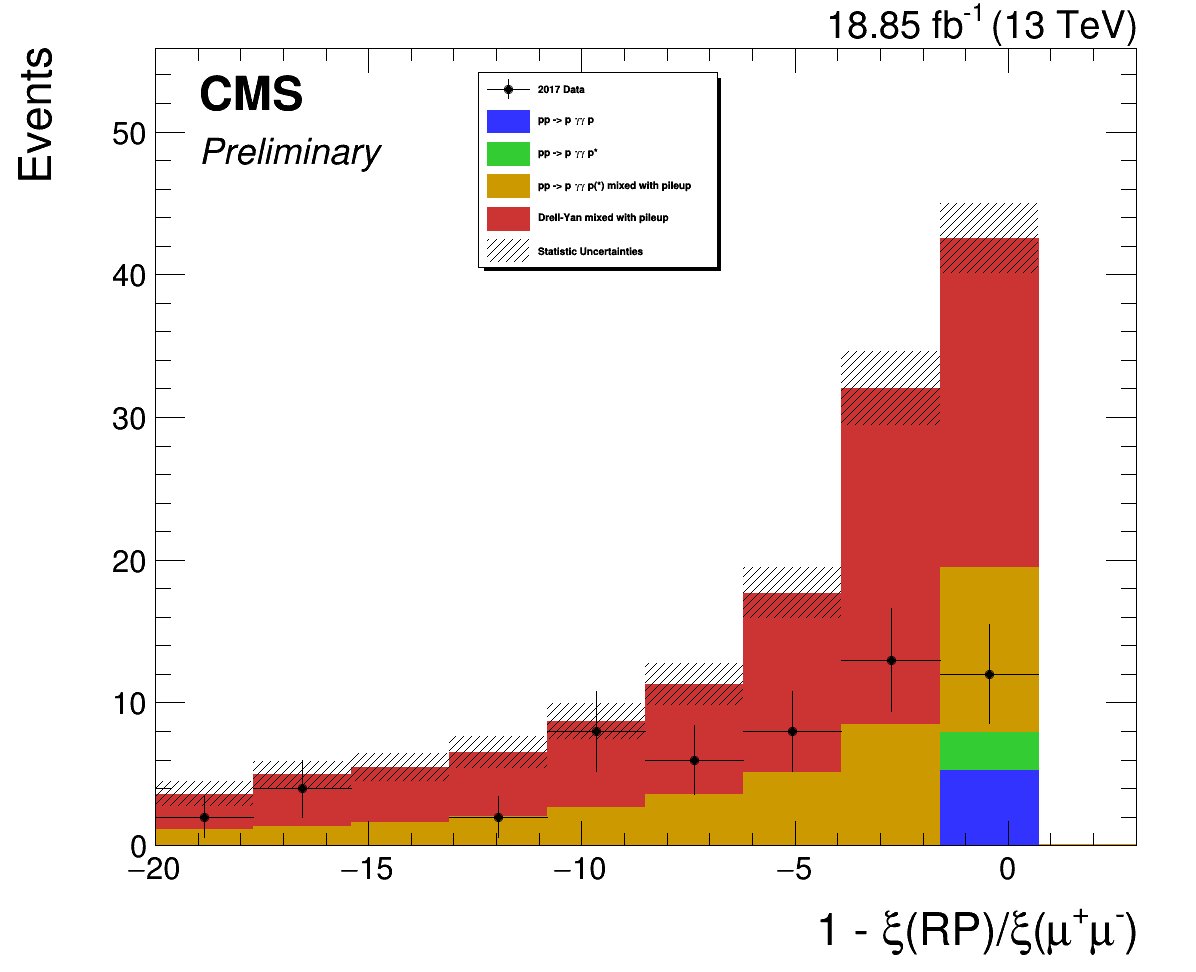 18.85 fb⁻¹ (13 TeV)
Events
CMS
Preliminary
2017 Data
pp -> p γγ p
pp -> p γγ p*
pp -> p γγ p(*) mixed with pileup
Drell-Yan mixed with pileup
Statistic Uncertainties
50
40
30
20
10
0
−20 −15 −10 −5 0
1 - ξ(RP)/ξ(μ⁺μ⁻)